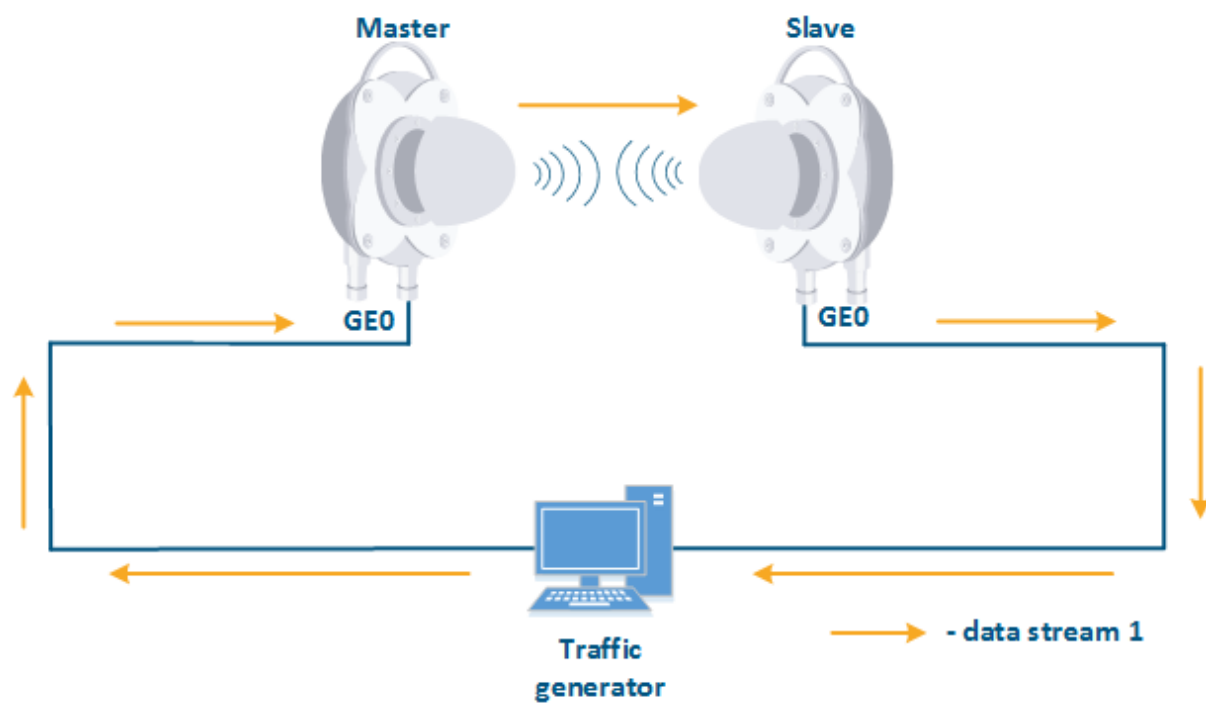 Master
Slave
GE0
GE0
- data stream 1
Traffic
generator